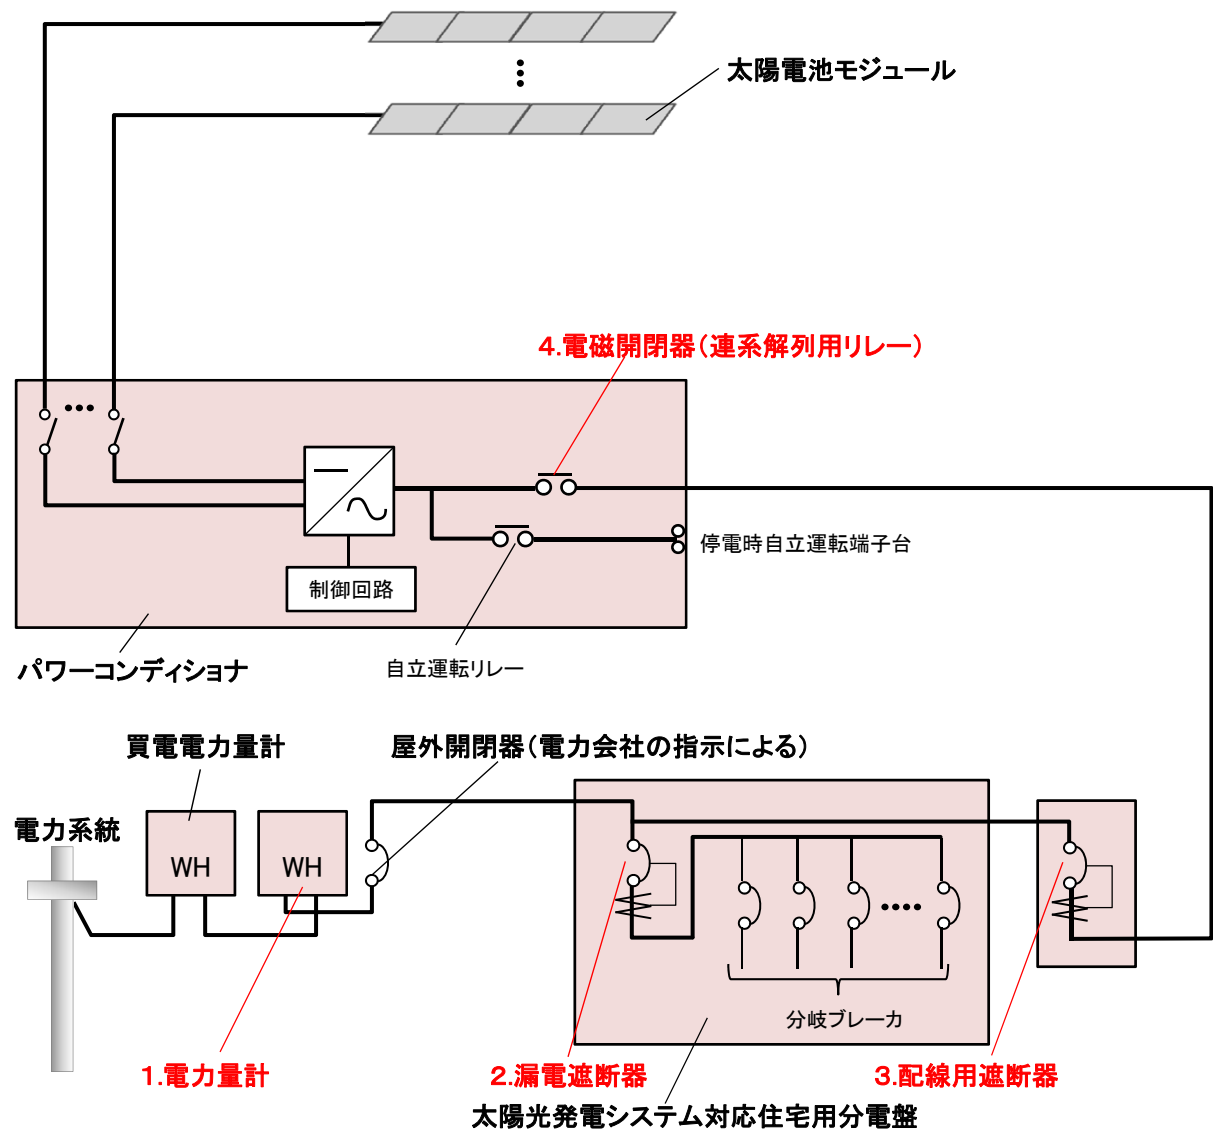 太陽電池モジュール
4.電磁開閉器（連系解列用リレー）
停電時自立運転端子台
制御回路
パワーコンディショナ
自立運転リレー
買電電力量計
屋外開閉器（電力会社の指示による）
電力系統
WH
WH
分岐ブレーカ
1.電力量計
2.漏電遮断器
3.配線用遮断器
太陽光発電システム対応住宅用分電盤